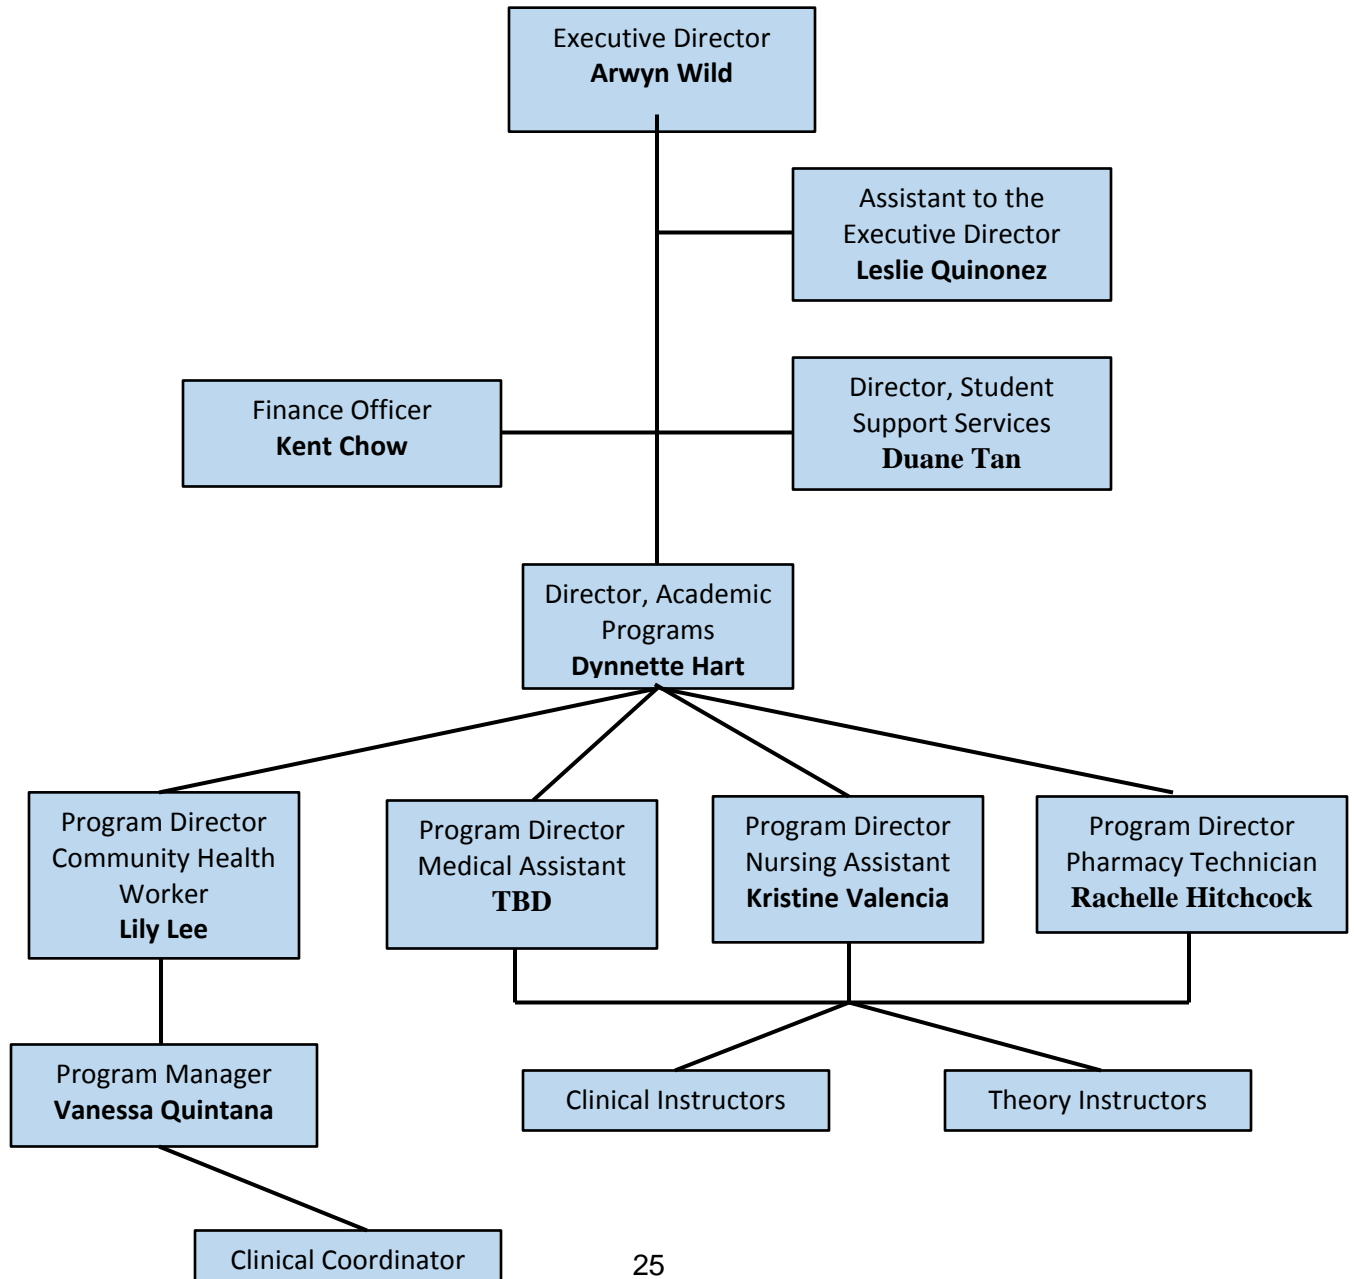 Executive Director
Arwyn Wild
Assistant to the
Executive Director
Leslie Quinonez
Finance Officer
Kent Chow
Director, Student
Support Services
Duane Tan
Director, Academic
Programs
Dynnette Hart
Program Director
Community Health
Worker
Lily Lee
Program Director
Medical Assistant
TBD
Program Director
Nursing Assistant
Kristine Valencia
Program Director
Pharmacy Technician
Rachelle Hitchcock
Program Manager
Vanessa Quintana
Clinical Instructors
Theory Instructors
Clinical Coordinator
25